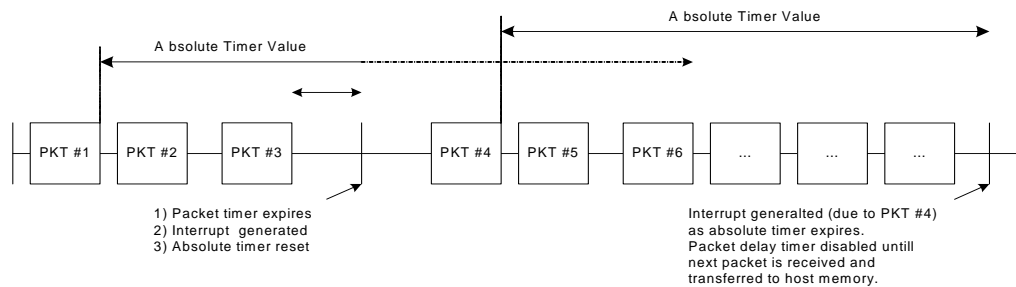 A bsolute Timer Value
A bsolute Timer Value
PKT #1 PKT #2 PKT #3 PKT #4 PKT #5 PKT #6 ... ... ...
1) Packet timer expires
2) Interrupt generated
3) Absolute timer reset
Interrupt generalted (due to PKT #4)
as absolute timer expires.
Packet delay timer disabled untill
next packet is received and
transferred to host memory.